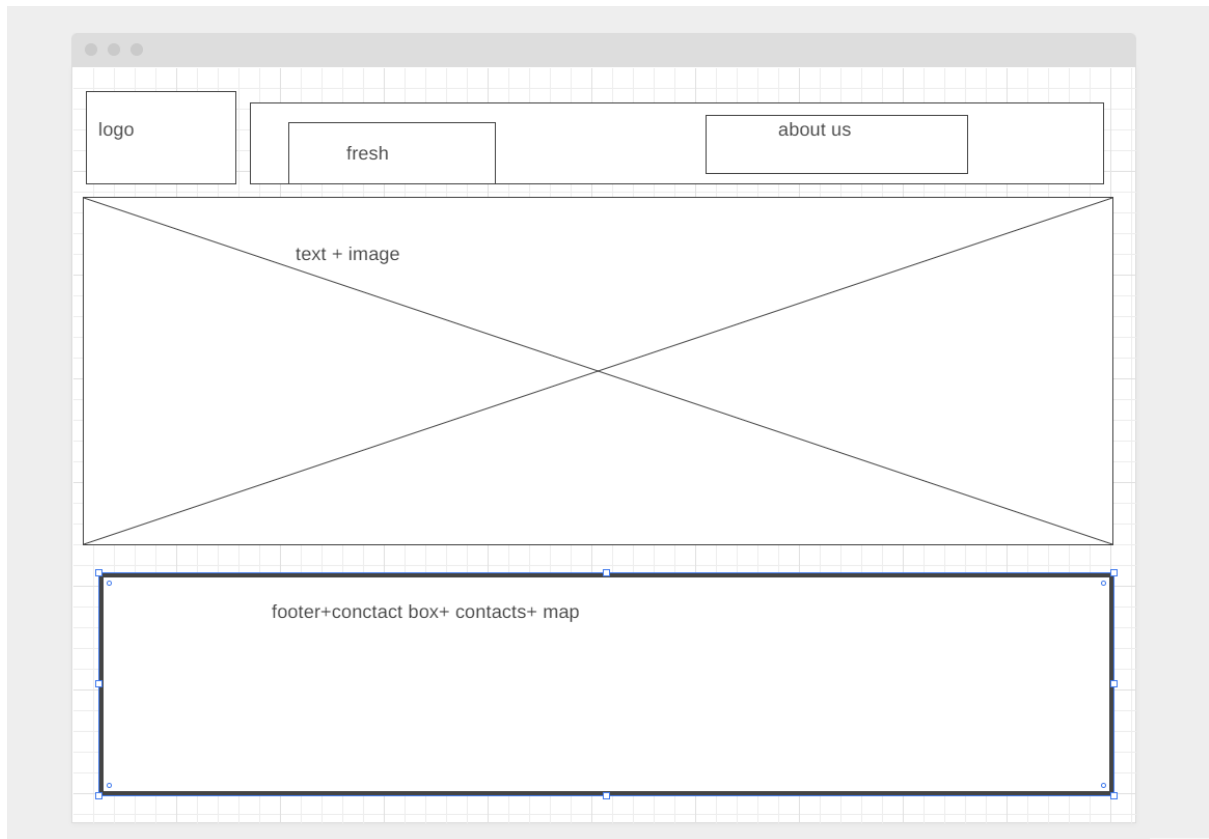 logo
fresh
about us
text + image
footer+conctact box+ contacts+ map